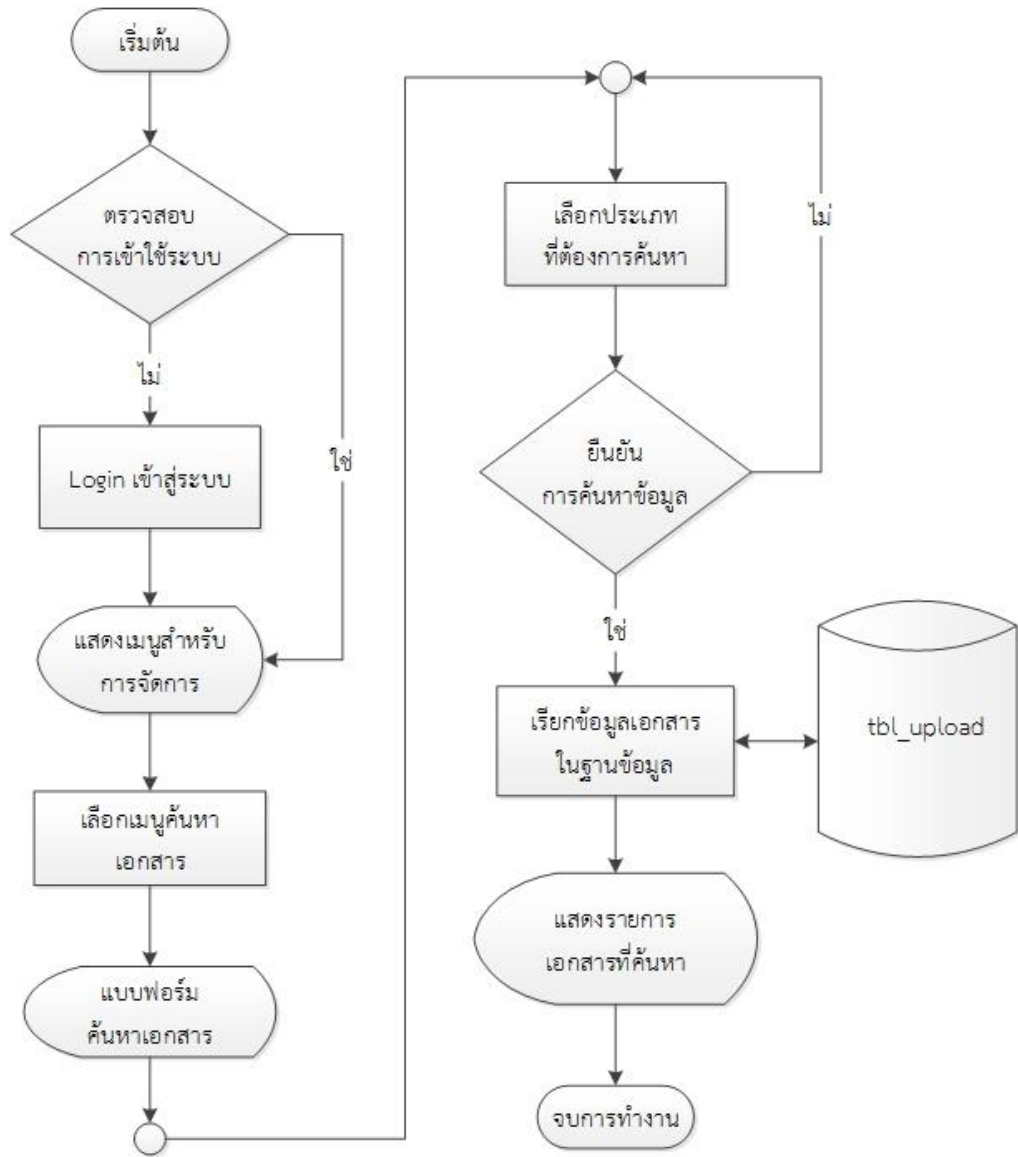 เริ่มต้น
ตรวจสอบ
การเข้าใช้ระบบ
ไม่
ใช่
Login เข้าสู่ระบบ
แสดงเมนูสำหรับ
การจัดการ
เลือกเมนูค้นหา
เอกสาร
แบบฟอร์ม
ค้นหาเอกสาร
เลือกประเภท
ที่ต้องการค้นหา
ไม่
ยืนยัน
การค้นหาข้อมูล
ใช่
เรียกข้อมูลเอกสาร
ในฐานข้อมูล
tbl_upload
แสดงรายการ
เอกสารที่ค้นหา
จบการทำงาน